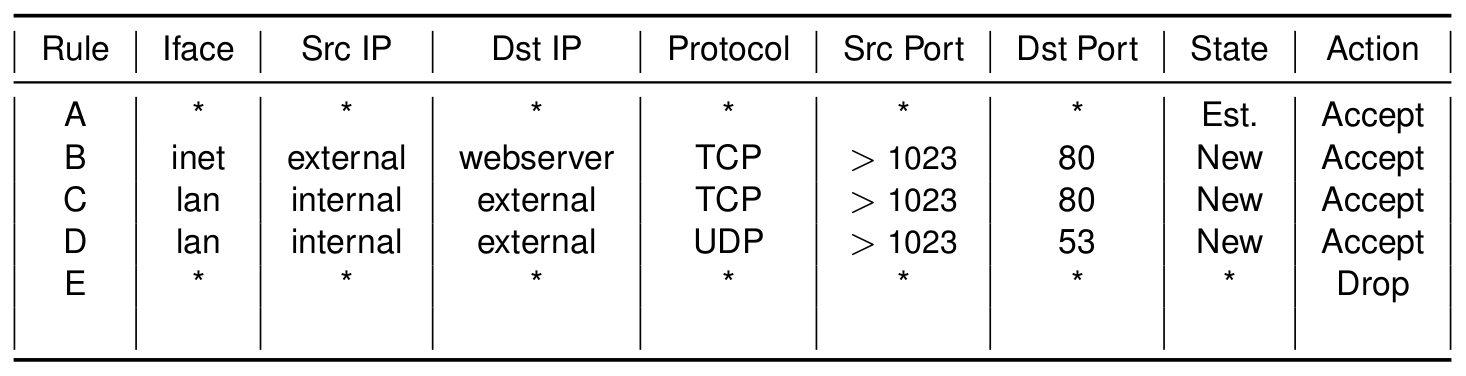 Rule Iface Src IP Dst IP Protocol Src Port Dst Port State Action
A * * * * * * Est. Accept
B inet external webserver TCP > 1023 80 New Accept
C lan internal external TCP > 1023 80 New Accept
D lan internal external UDP > 1023 53 New Accept
E * * * * * * * Drop